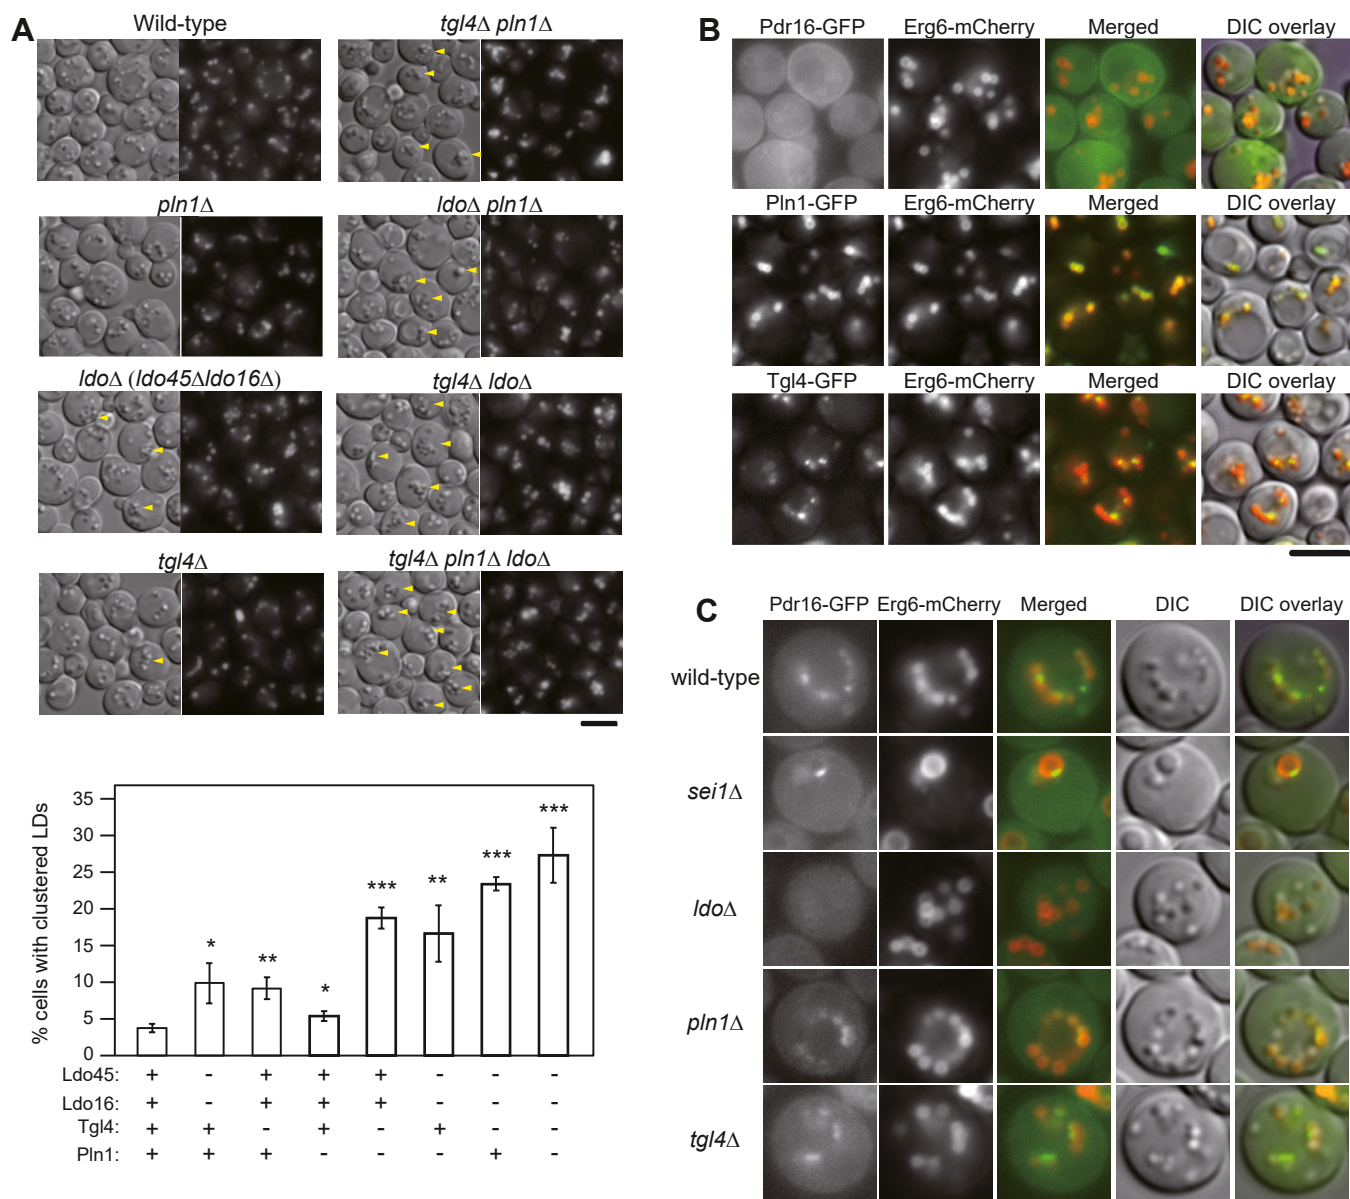 A
Wild-type
tgl4Δ pln1Δ
pln1Δ
ldoΔ pln1Δ
ldoΔ (ldo45Δldo16Δ)
tgl4Δ ldoΔ
tgl4Δ
tgl4Δ pln1Δ ldoΔ
% cells with clustered LDs
35
30
25
20
15
10
5
0
* ** * *** ** *** ***
Ldo45: + - + + + - - -
Ldo16: + - + + + - - -
Tgl4: + + - + - + - -
Pln1: + + + - - - + -
B
Pdr16-GFP Erg6-mCherry Merged DIC overlay
Pln1-GFP Erg6-mCherry Merged DIC overlay
Tgl4-GFP Erg6-mCherry Merged DIC overlay
C
Pdr16-GFP Erg6-mCherry Merged DIC DIC overlay
wild-type
sei1Δ
ldoΔ
pln1Δ
tgl4Δ